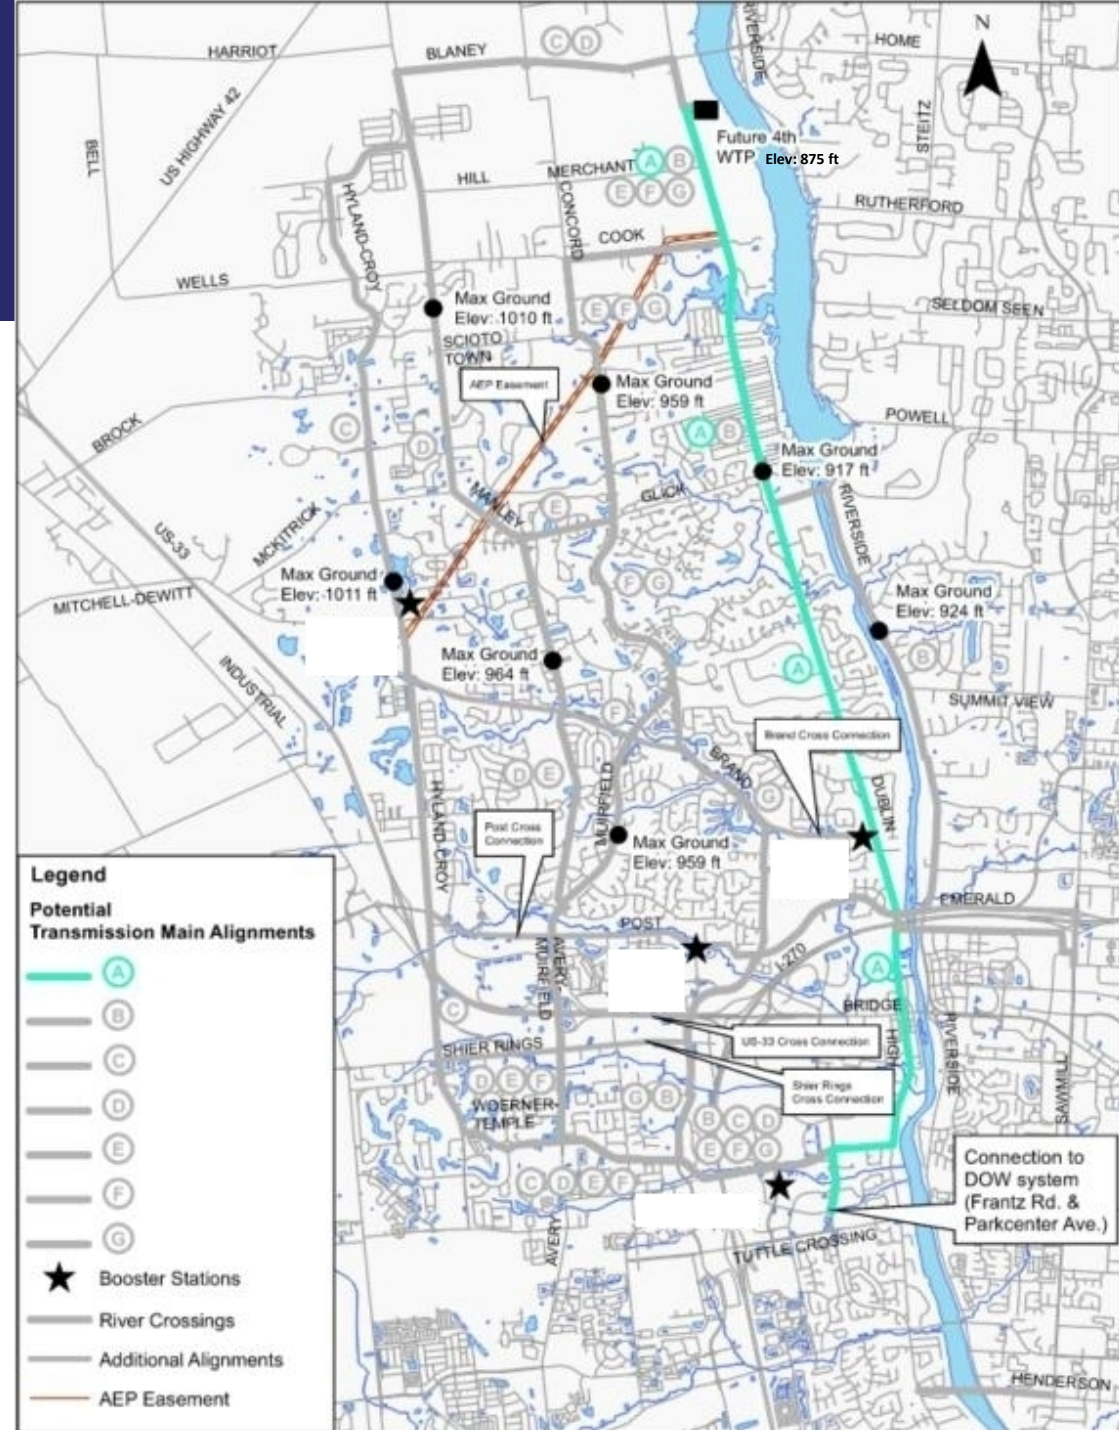 RIVERSIDE
N
HARRIOT
BLANEY
C D
HOME
US HIGHWAY 42
BELL
STEITZ
Future 4th
WTP
Elev: 875 ft
MERCHANT
A B
E F G
HILL
CONCORD
HYLAND-CROY
RUTHERFORD
COOK
WELLS
SELDOM SEEN
Max Ground
Elev: 1010 ft
E F G
SCIOTO
TOWN
AEP Easement
Max Ground
Elev: 959 ft
POWELL
BROCK
C
D
A B
Max Ground
Elev: 917 ft
MANLEY
GLICK
E
RIVERSIDE
US-33
MCKITRICK
MITCHELL-DEWITT
Max Ground
Elev: 1011 ft
F G
Max Ground
Elev: 924 ft
B
Max Ground
Elev: 964 ft
A
INDUSTRIAL
SUMMIT VIEW
F
Brand Cross Connection
BRAND
D E
G
HYLAND-CROY
MUIRFIELD
DUBLIN
Post Cross
Connection
Max Ground
Elev: 959 ft
EMERALD
POST
AVERY-
MUIRFIELD
I-270
A
BRIDGE
C
HIGH
RIVERSIDE
US-33 Cross Connection
SHIER RINGS
Shier Rings
Cross Connection
SAWMILL
D E F
G B
WOERNER-
TEMPLE
B C D
E F G
C D E F
Connection to
DOW system
(Frantz Rd. &
Parkcenter Ave.)
AVERY
TUTTLE CROSSING
HENDERSON
Legend
Potential
Transmission Main Alignments
A
B
C
D
E
F
G
Booster Stations
River Crossings
Additional Alignments
AEP Easement